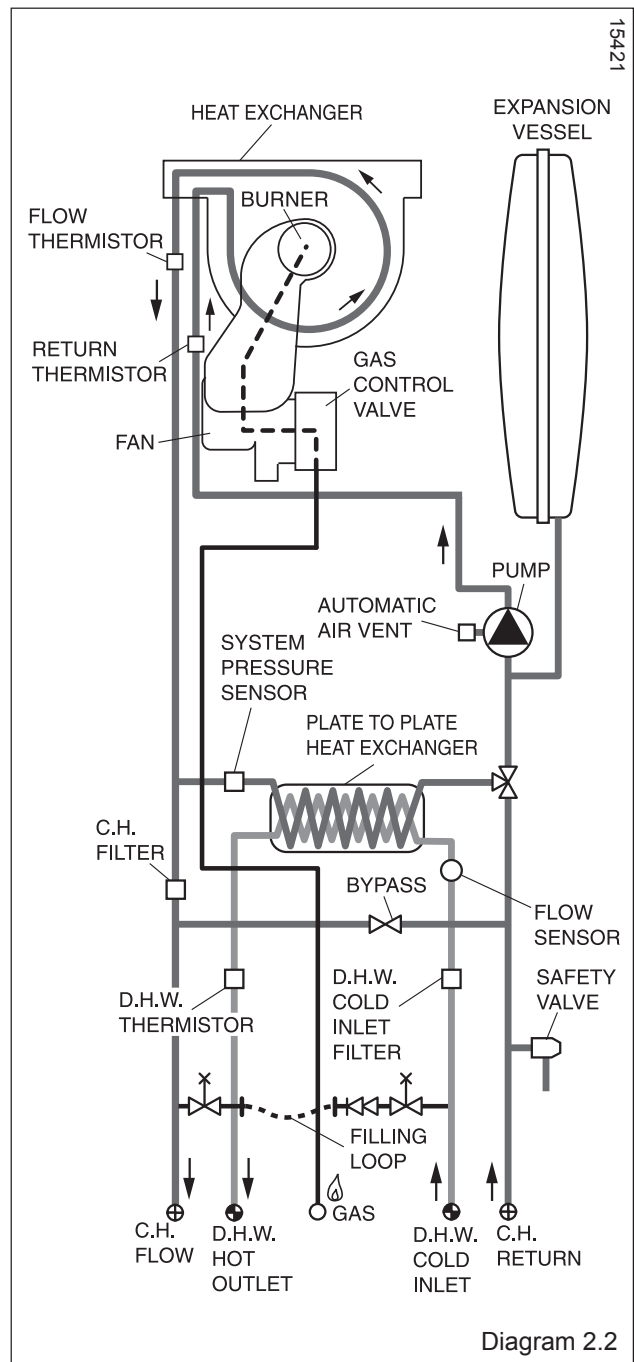 15421
HEAT EXCHANGER
EXPANSION
VESSEL
BURNER
FLOW
THERMISTOR
RETURN
THERMISTOR
GAS
CONTROL
VALVE
FAN
PUMP
AUTOMATIC
AIR VENT
SYSTEM
PRESSURE
SENSOR
PLATE TO PLATE
HEAT EXCHANGER
C.H.
FILTER
BYPASS
FLOW
SENSOR
D.H.W.
THERMISTOR
D.H.W.
COLD
INLET
FILTER
SAFETY
VALVE
FILLING
LOOP
C.H.
FLOW
D.H.W.
HOT
OUTLET
GAS
D.H.W.
COLD
INLET
C.H.
RETURN
Diagram 2.2